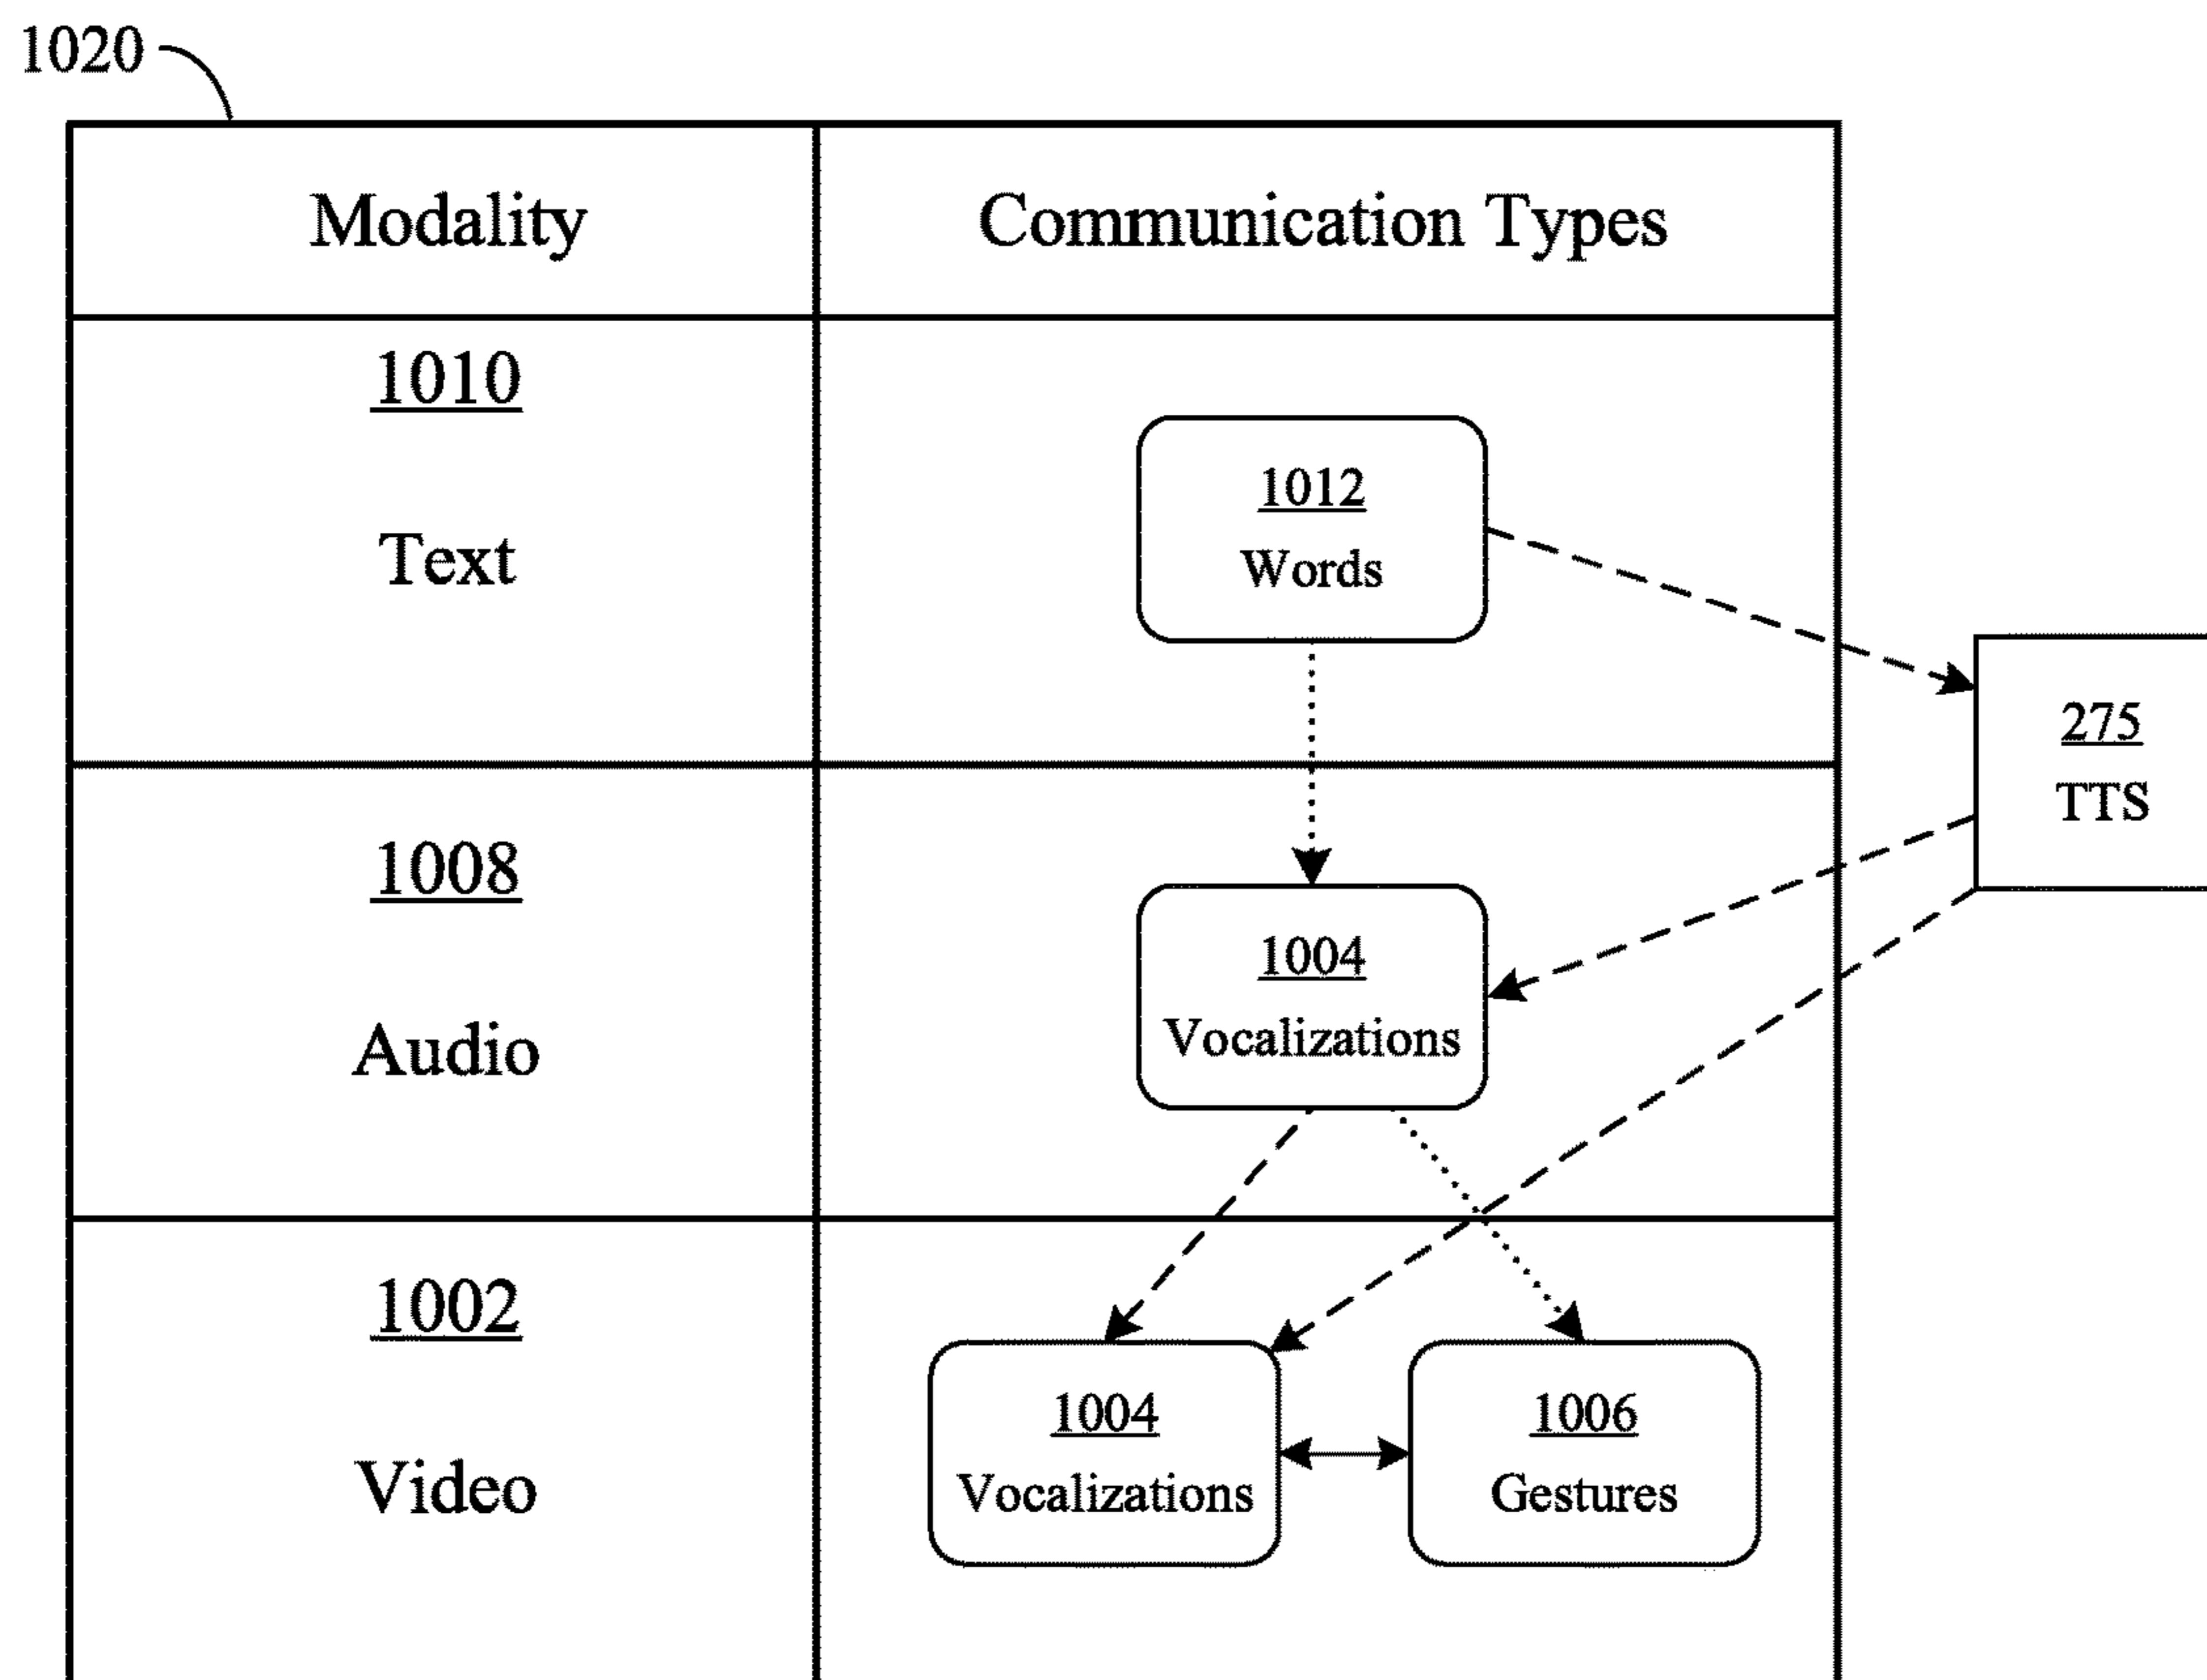 1020
Modality
Communication Types
1010
Text
1012
Words
275
TTS
1008
Audio
1004
Vocalizations
1002
Video
1004
Vocalizations
1006
Gestures